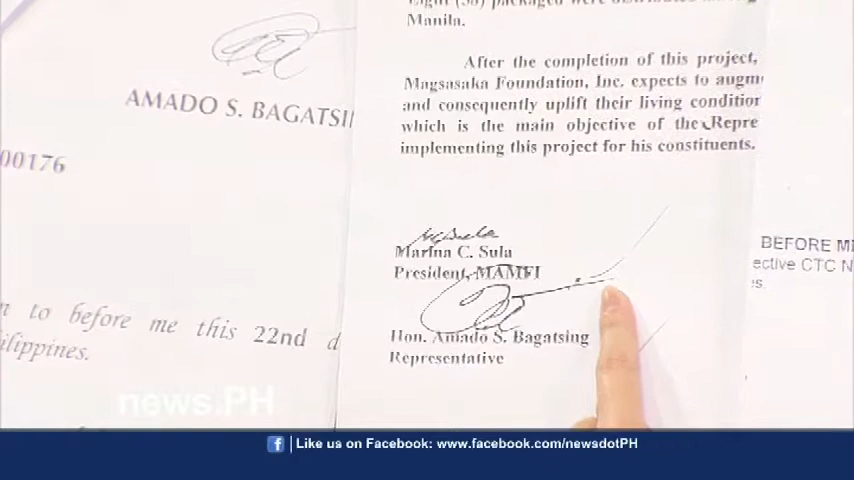 AMADO S. BAGATSIN
00176
to before me this 22nd d
ilippines.
Manila.
After the completion of this project,
Magsasaka Foundation, Inc. expects to augm
and consequently uplift their living condition
which is the main objective of the Repre
implementing this project for his constituents.
Marina C. Sula
President, MAMFI
Hon. Amado S. Bagatsing
Representative
BEFORE M
ective CTC N
news.PH
Like us on Facebook: www.facebook.com/newsdotPH